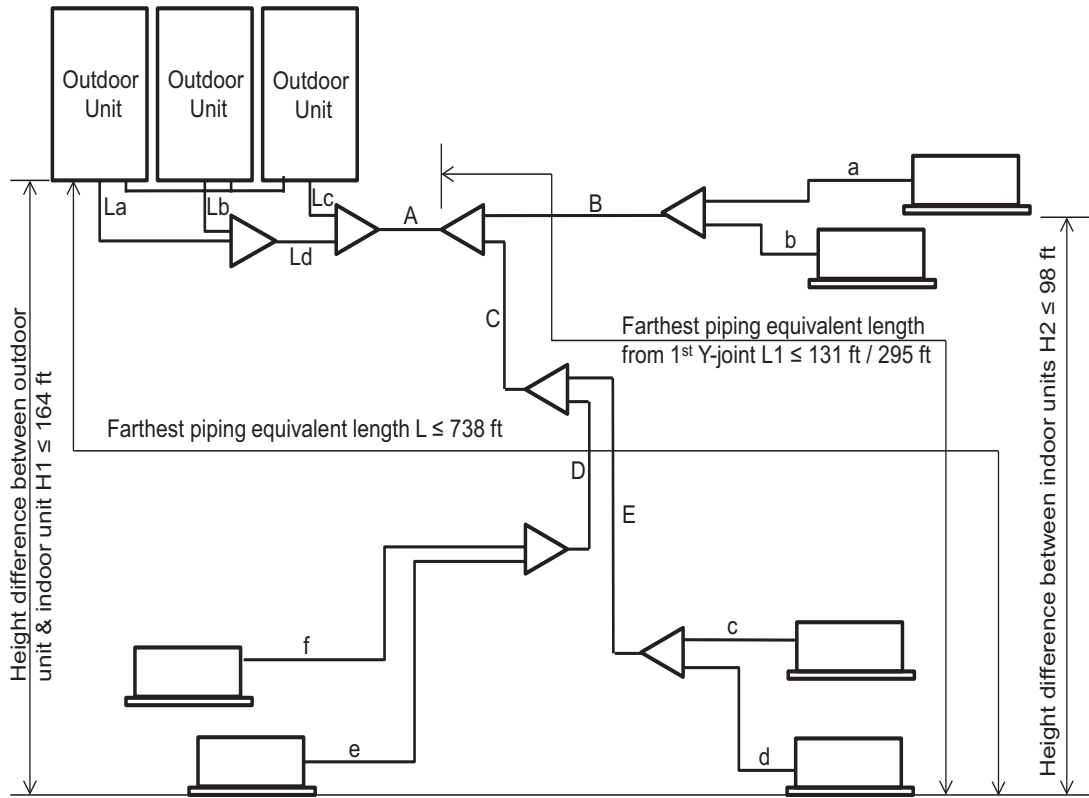 Outdoor
Unit
Outdoor
Unit
Outdoor
Unit
La
Lb
Lc
Ld
A
B
a
b
C
Farthest piping equivalent length
from 1st Y-joint L1 ≤ 131 ft / 295 ft
Farthest piping equivalent length L ≤ 738 ft
D
E
f
e
c
d
Height difference between outdoor
unit & indoor unit H1 ≤ 164 ft
Height difference between indoor units H2 ≤ 98 ft